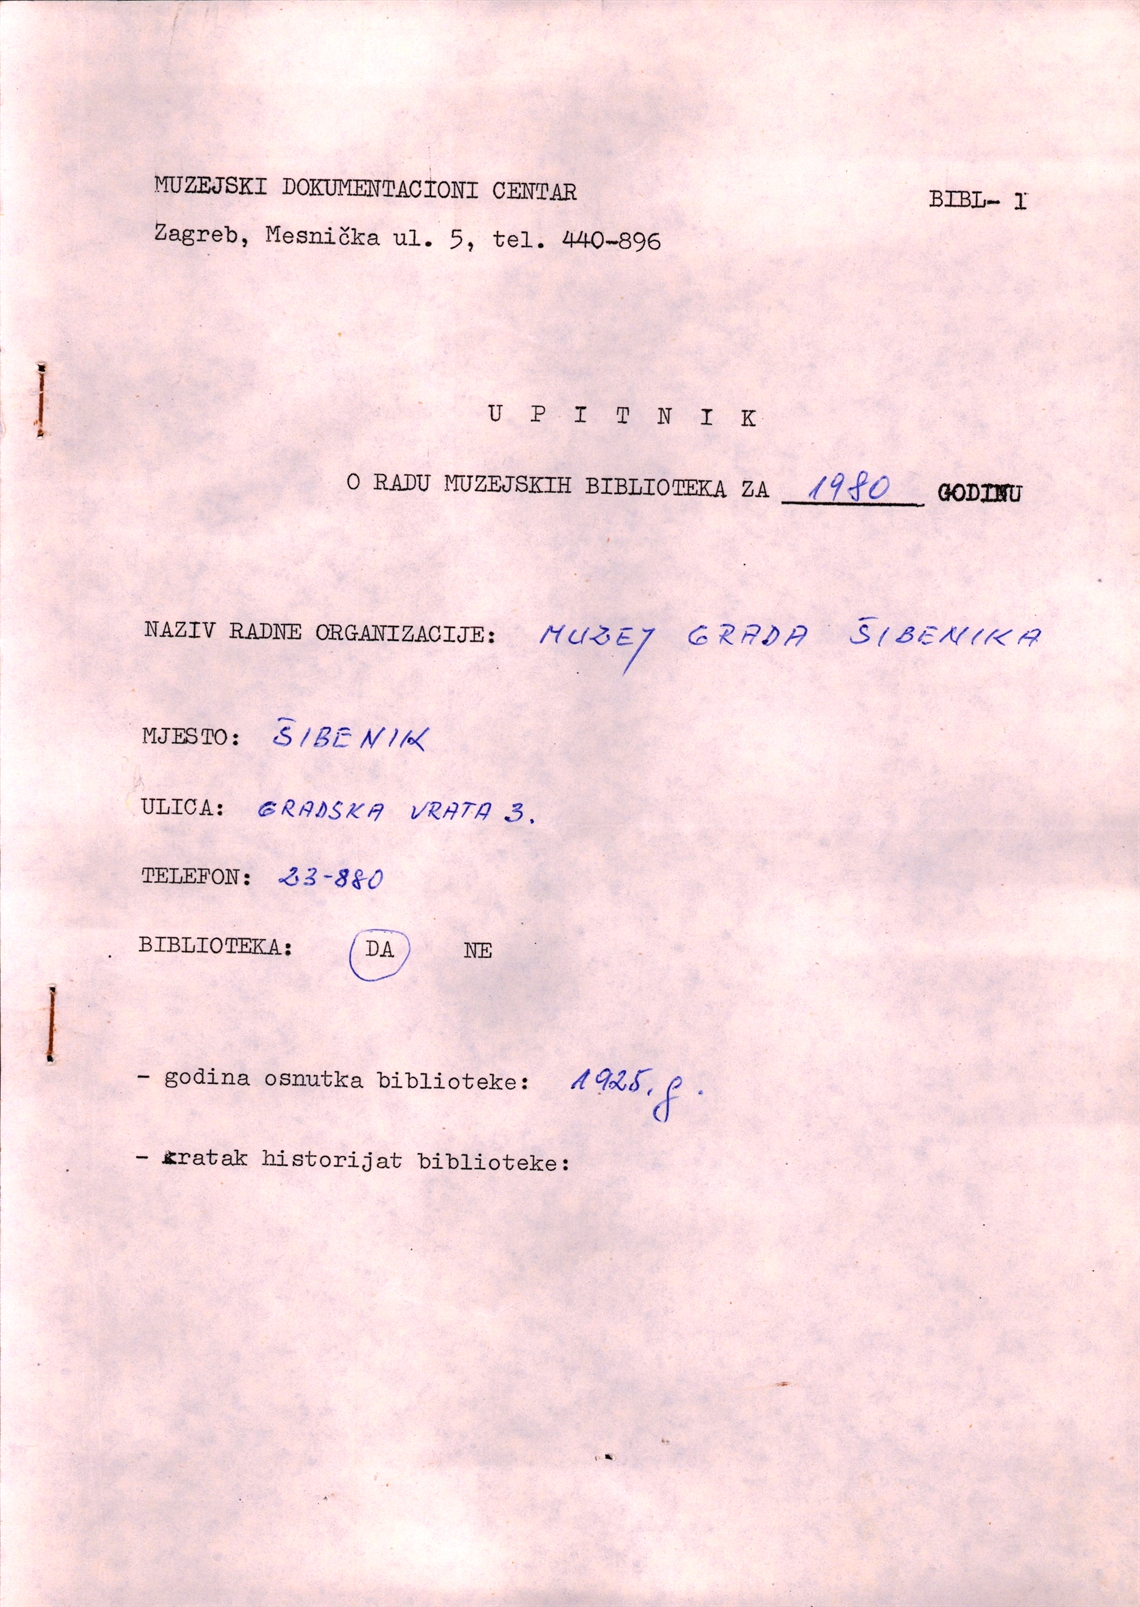 MUZEJSKI DOKUMENTACIONI CENTAR
BIBL- 1
Zagreb, Mesnička ul. 5, tel. 440-896
U P I T N I K
O RADU MUZEJSKIH BIBLIOTEKA ZA 1980 GODINU
NAZIV RADNE ORGANIZACIJE: MUZEJ GRADA ŠIBENIKA
MJESTO: ŠIBENIK
ULICA: GRADSKA VRATA 3.
TELEFON: 23-880
BIBLIOTEKA: DA NE
- godina osnutka biblioteke: 1925. g.
- kratak historijat biblioteke: